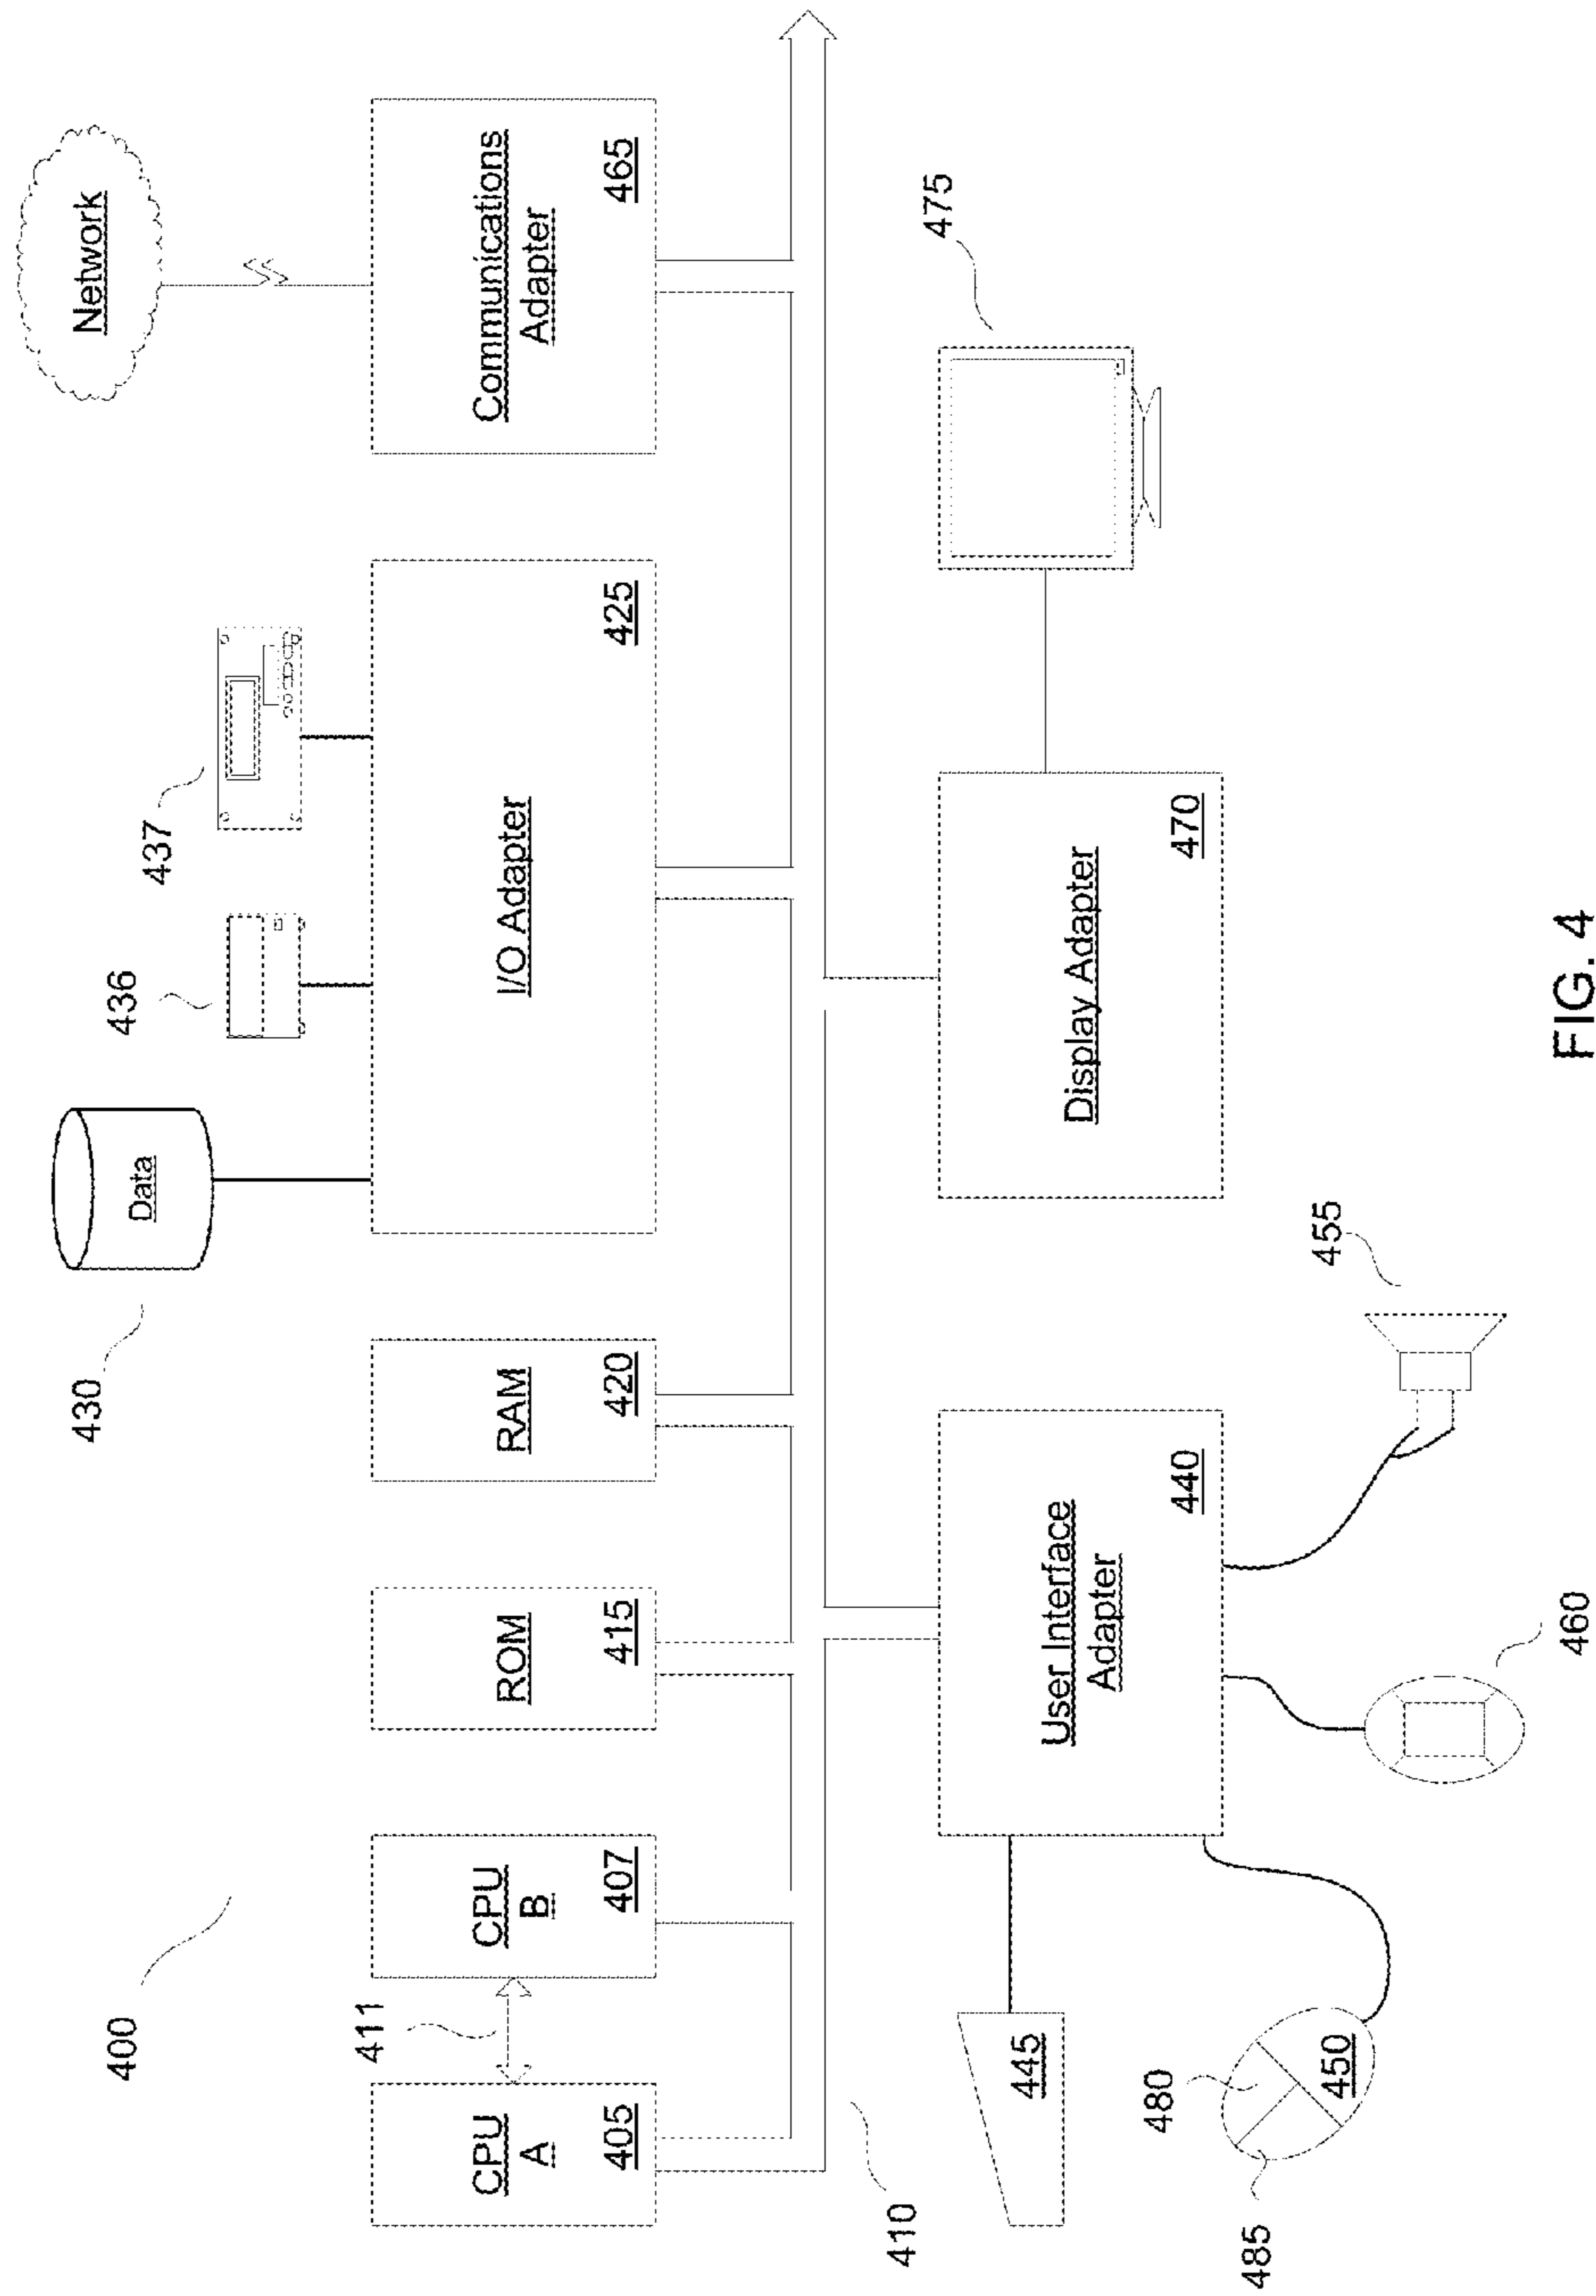 400
430
Data
436
437
Network
CPU
A
405
411
CPU
B
407
ROM
415
RAM
420
I/O Adapter
425
Communications
Adapter
465
410
445
User Interface
Adapter
440
Display Adapter
470
475
480
485
450
460
455
FIG. 4